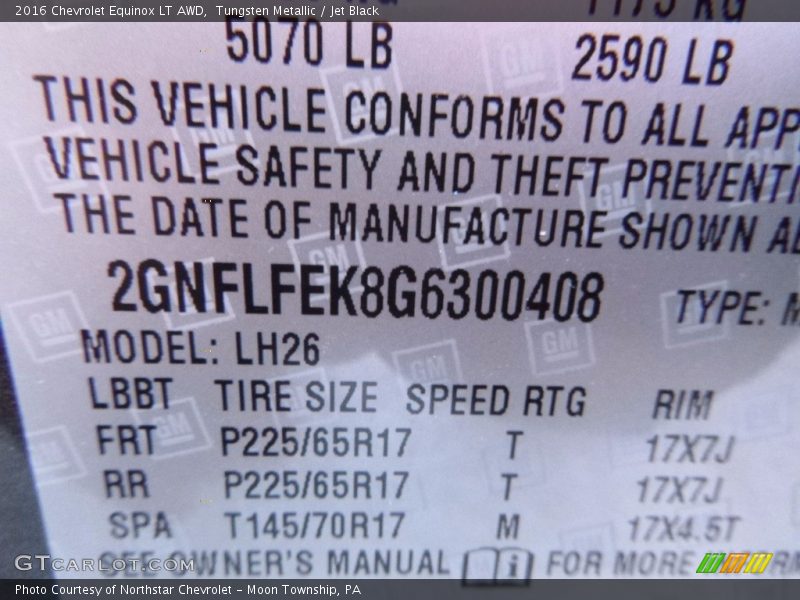 2016 Chevrolet Equinox LT AWD, Tungsten Metallic / Jet Black
5070 LB 2590 LB
THIS VEHICLE CONFORMS TO ALL APP
VEHICLE SAFETY AND THEFT PREVENTI
THE DATE OF MANUFACTURE SHOWN A
2GNFLFEK8G6300408 TYPE:
MODEL: LH26
LBBT TIRE SIZE SPEED RTG RIM
FRT P225/65R17 T 17X7J
RR P225/65R17 T 17X7J
SPA T145/70R17 M 17X4.5T
SEE OWNER'S MANUAL i FOR MORE
GTcarlot.com
Photo Courtesy of Northstar Chevrolet - Moon Township, PA